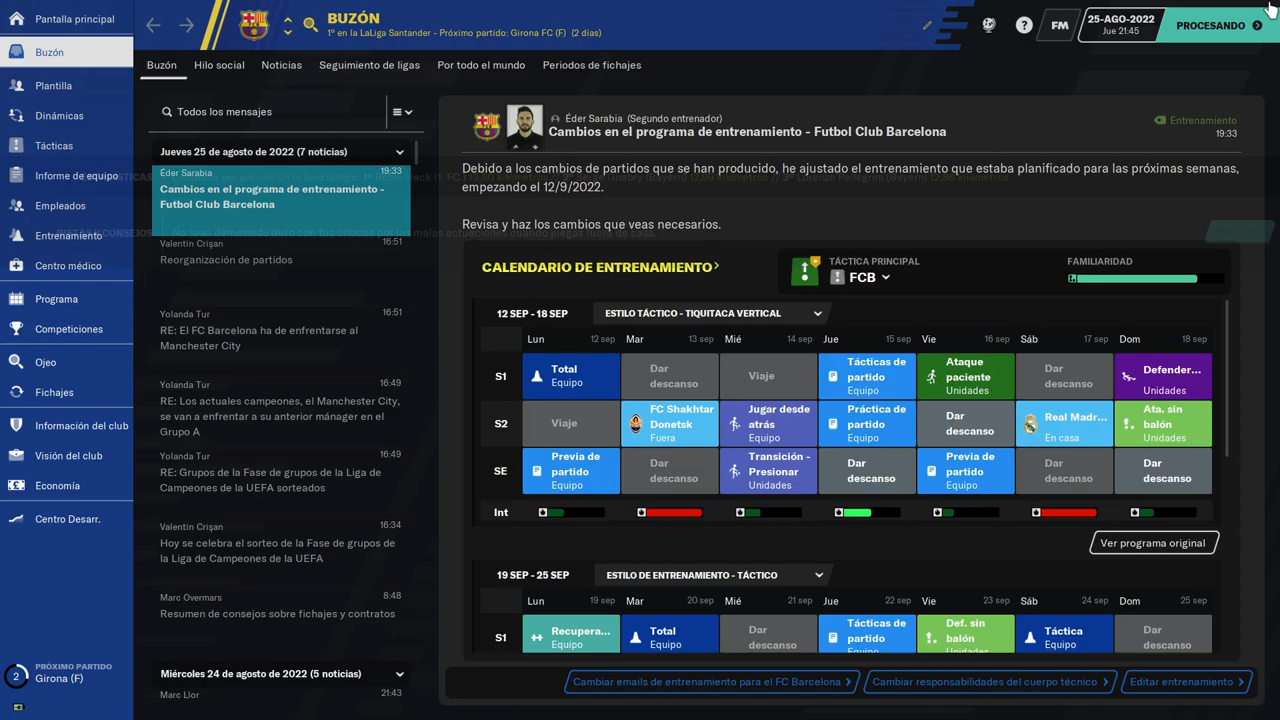 Pantalla principal
Buzón
Plantilla
Dinámicas
Tácticas
Informe de equipo
Empleados
Entrenamiento
Centro médico
Programa
Competiciones
Ojeo
Fichajes
Información del club
Visión del club
Economía
Centro Desarr.
2
PRÓXIMO PARTIDO
Girona (F)
BUZÓN
1º en la LaLiga Santander - Próximo partido: Girona FC (F) (2 días)
?
FM
25-AGO-2022
Jue 21:45
PROCESANDO
Buzón
Hilo social
Noticias
Seguimiento de ligas
Por todo el mundo
Periodos de fichajes
Todos los mensajes
Jueves 25 de agosto de 2022 (7 noticias)
Éder Sarabia 19:33
Cambios en el programa de entrenamiento -
Futbol Club Barcelona
Valentin Crişan 16:51
Reorganización de partidos
Yolanda Tur 16:51
RE: El FC Barcelona ha de enfrentarse al
Manchester City
Yolanda Tur 16:49
RE: Los actuales campeones, el Manchester City,
se van a enfrentar a su anterior mánager en el
Grupo A
Yolanda Tur 16:49
RE: Grupos de la Fase de grupos de la Liga de
Campeones de la UEFA sorteados
Valentin Crişan 16:34
Hoy se celebra el sorteo de la Fase de grupos de
la Liga de Campeones de la UEFA
Marc Overmars 8:48
Resumen de consejos sobre fichajes y contratos
Miércoles 24 de agosto de 2022 (5 noticias)
Marc Llor 21:43
Éder Sarabia (Segundo entrenador)
Cambios en el programa de entrenamiento - Futbol Club Barcelona
Entrenamiento
19:33
Debido a los cambios de partidos que se han producido, he ajustado el entrenamiento que estaba planificado para las próximas semanas,
empezando el 12/9/2022.
Revisa y haz los cambios que veas necesarios.
CALENDARIO DE ENTRENAMIENTO
TÁCTICA PRINCIPAL
FCB
FAMILIARIDAD
12 SEP - 18 SEP
ESTILO TÁCTICO - TIQUITACA VERTICAL
Lun 12 sep Mar 13 sep Mié 14 sep Jue 15 sep Vie 16 sep Sáb 17 sep Dom 18 sep
S1
Total
Equipo
Dar
descanso
Viaje
Tácticas de
partido
Equipo
Ataque
paciente
Unidades
Dar
descanso
Defender...
Unidades
S2
Viaje
FC Shakhtar
Donetsk
Fuera
Jugar desde
atrás
Equipo
Práctica de
partido
Equipo
Dar
descanso
Real Madr...
En casa
Ata. sin
balón
Unidades
SE
Previa de
partido
Equipo
Dar
descanso
Transición -
Presionar
Unidades
Dar
descanso
Previa de
partido
Equipo
Dar
descanso
Dar
descanso
Int
Ver programa original
19 SEP - 25 SEP
ESTILO DE ENTRENAMIENTO - TÁCTICO
Lun 19 sep Mar 20 sep Mié 21 sep Jue 22 sep Vie 23 sep Sáb 24 sep Dom 25 sep
S1
Recupera...
Equipo
Total
Equipo
Dar
descanso
Tácticas de
partido
Equipo
Def. sin
balón
Unidades
Táctica
Equipo
Dar
descanso
Cambiar emails de entrenamiento para el FC Barcelona
Cambiar responsabilidades del cuerpo técnico
Editar entrenamiento